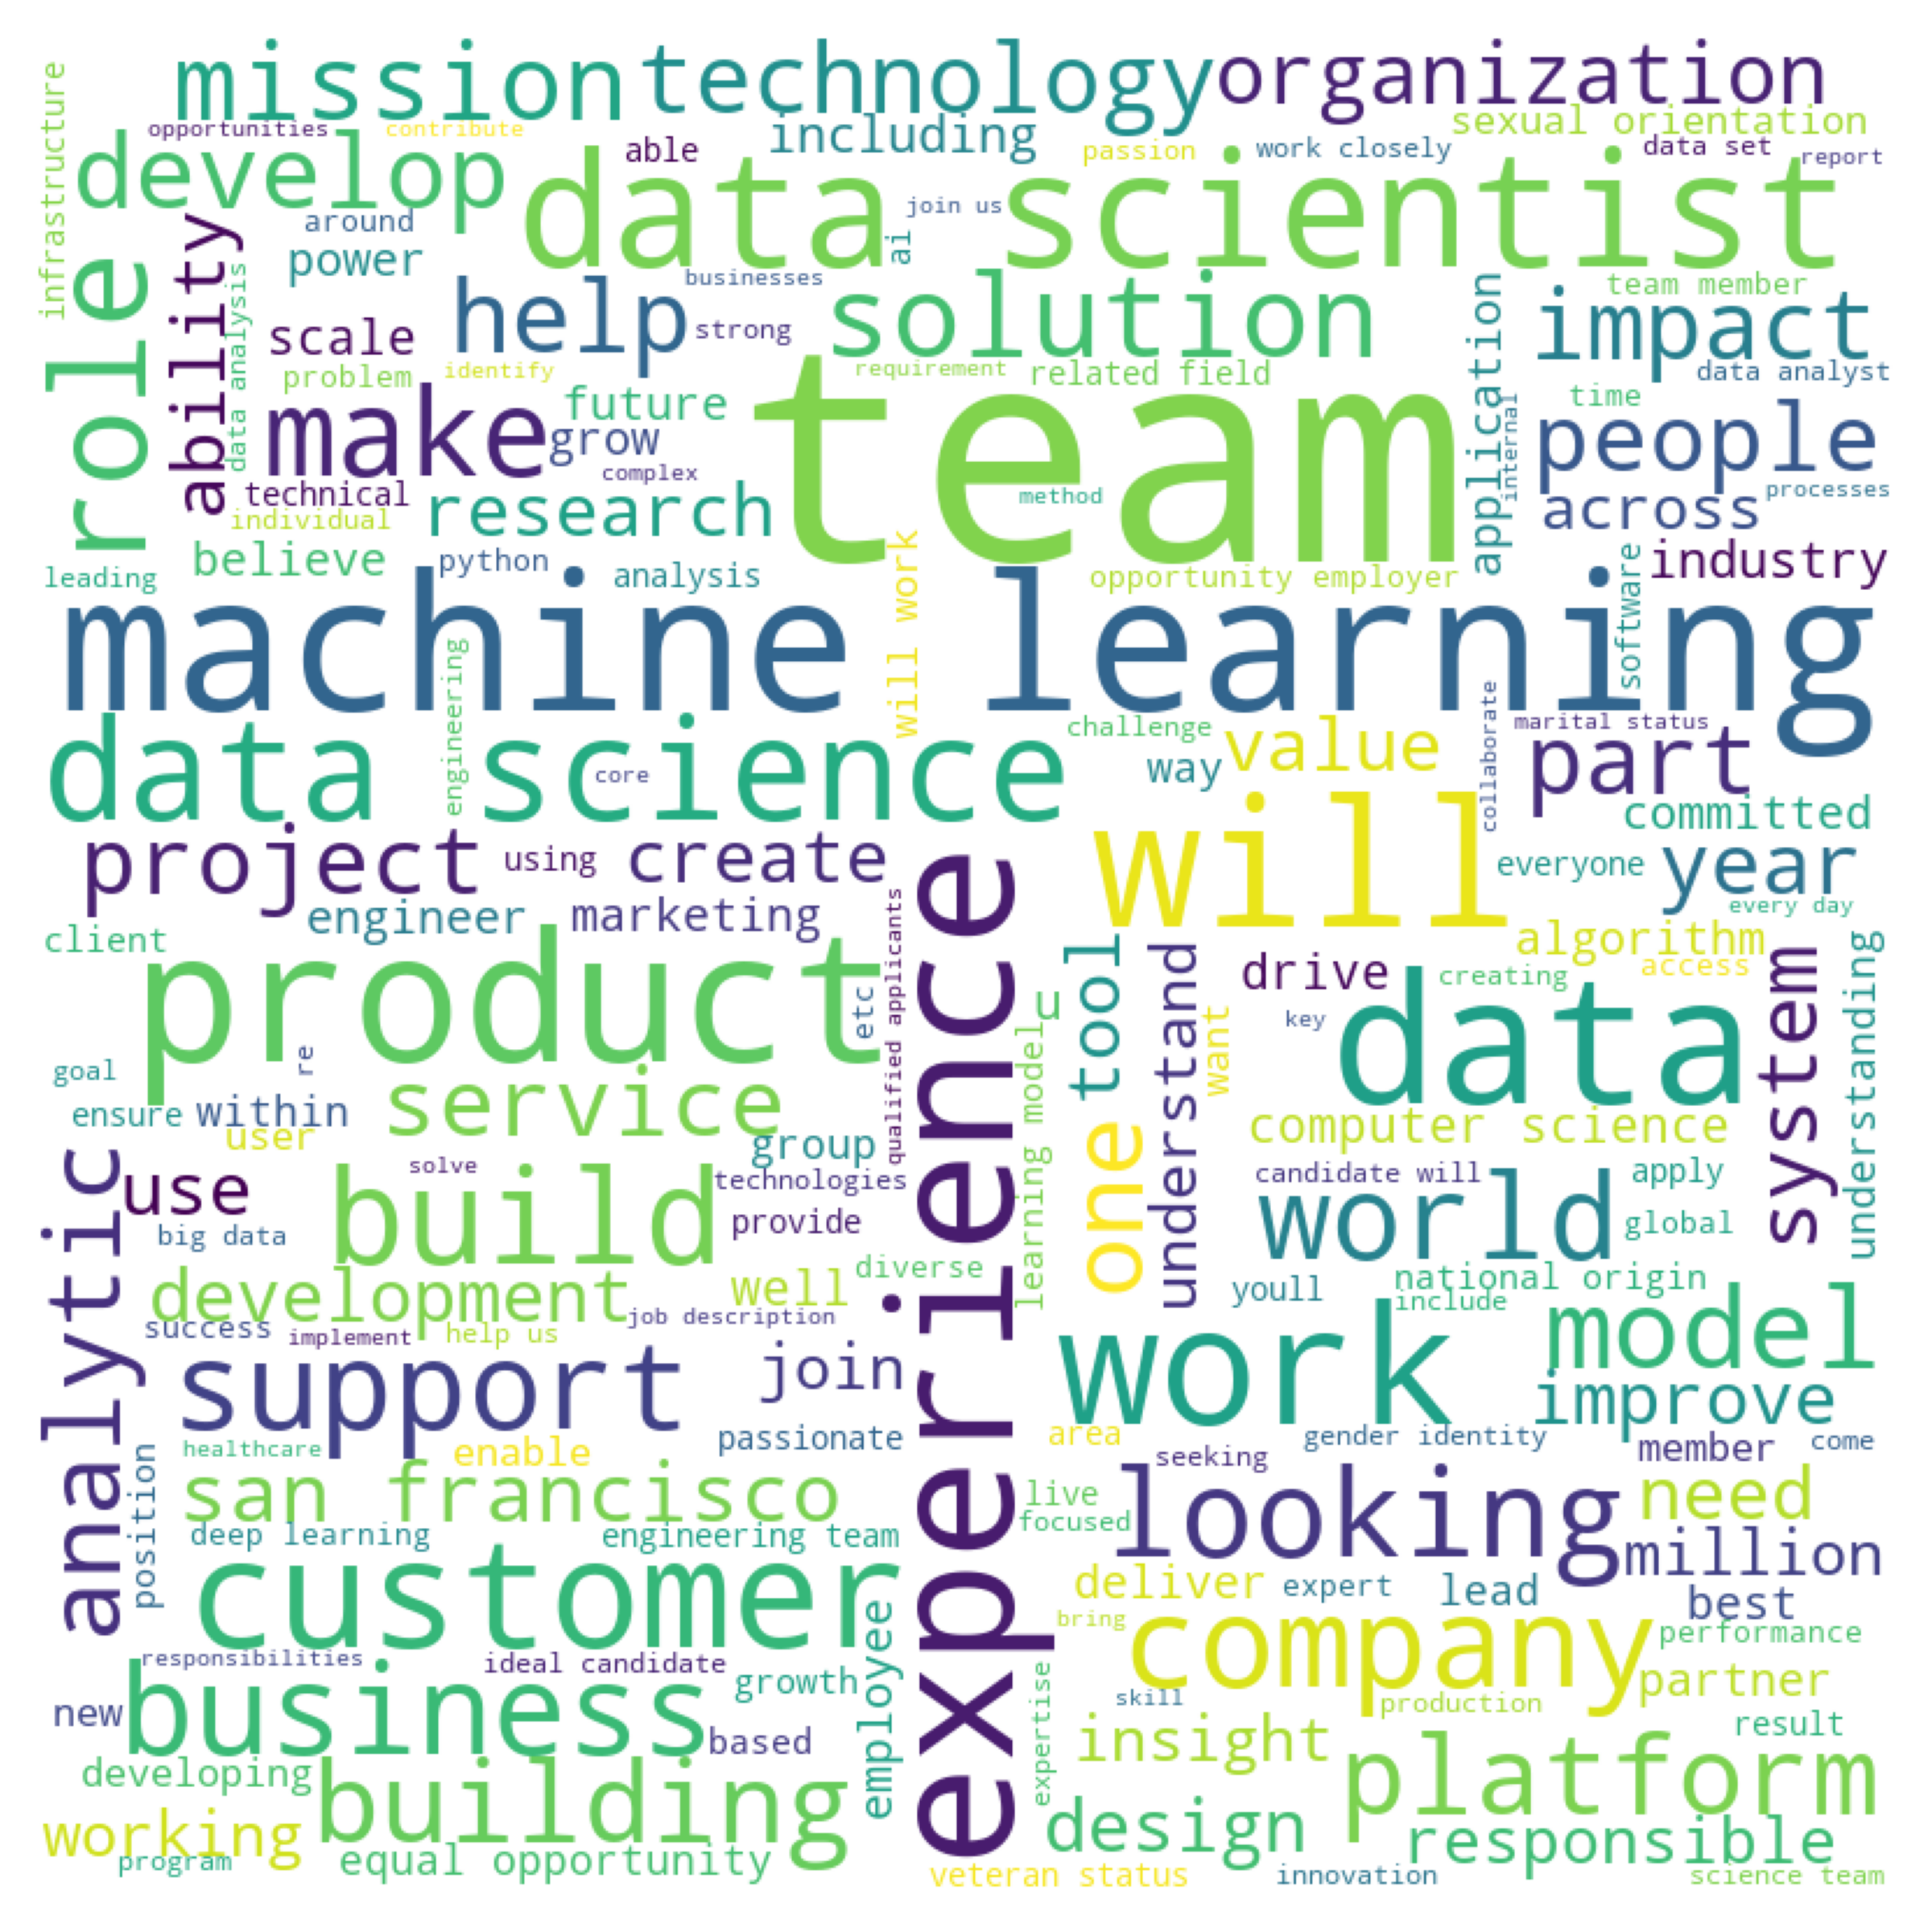 mission technology organization
infrastructure
opportunities contribute including sexual orientation
develop able passion work closely data set report
data scientist
role ability around join us ai
power businesses team member
data analysis scale help strong solution application impact
problem identify requirement related field data analyst
make future grow team time internal people
technical complex method across processes
individual research
believe python analysis will work opportunity employer software industry
leading
machine learning
engineering challenge collaborate marital status
data science core way value part
will committed
project using create everyone year
engineer marketing qualified applicants every day
client experience algorithm
product etc u tool understand drive creating access system understanding
key data
goal re learning model want
ensure within service one computer science
user group
analytic use solve technologies candidate will apply
big data build provide world global
diverse national origin
development well youll include
success implement help us job description
support join work model
improve
healthcare enable passionate area gender identity member come
position san francisco seeking
live looking need
deep learning engineering team focused million
customer deliver expert lead best
employee bring company performance
responsibilities ideal candidate expertise partner
new business growth skill production
based insight result
developing building platform
working design responsible
program equal opportunity veteran status innovation science team